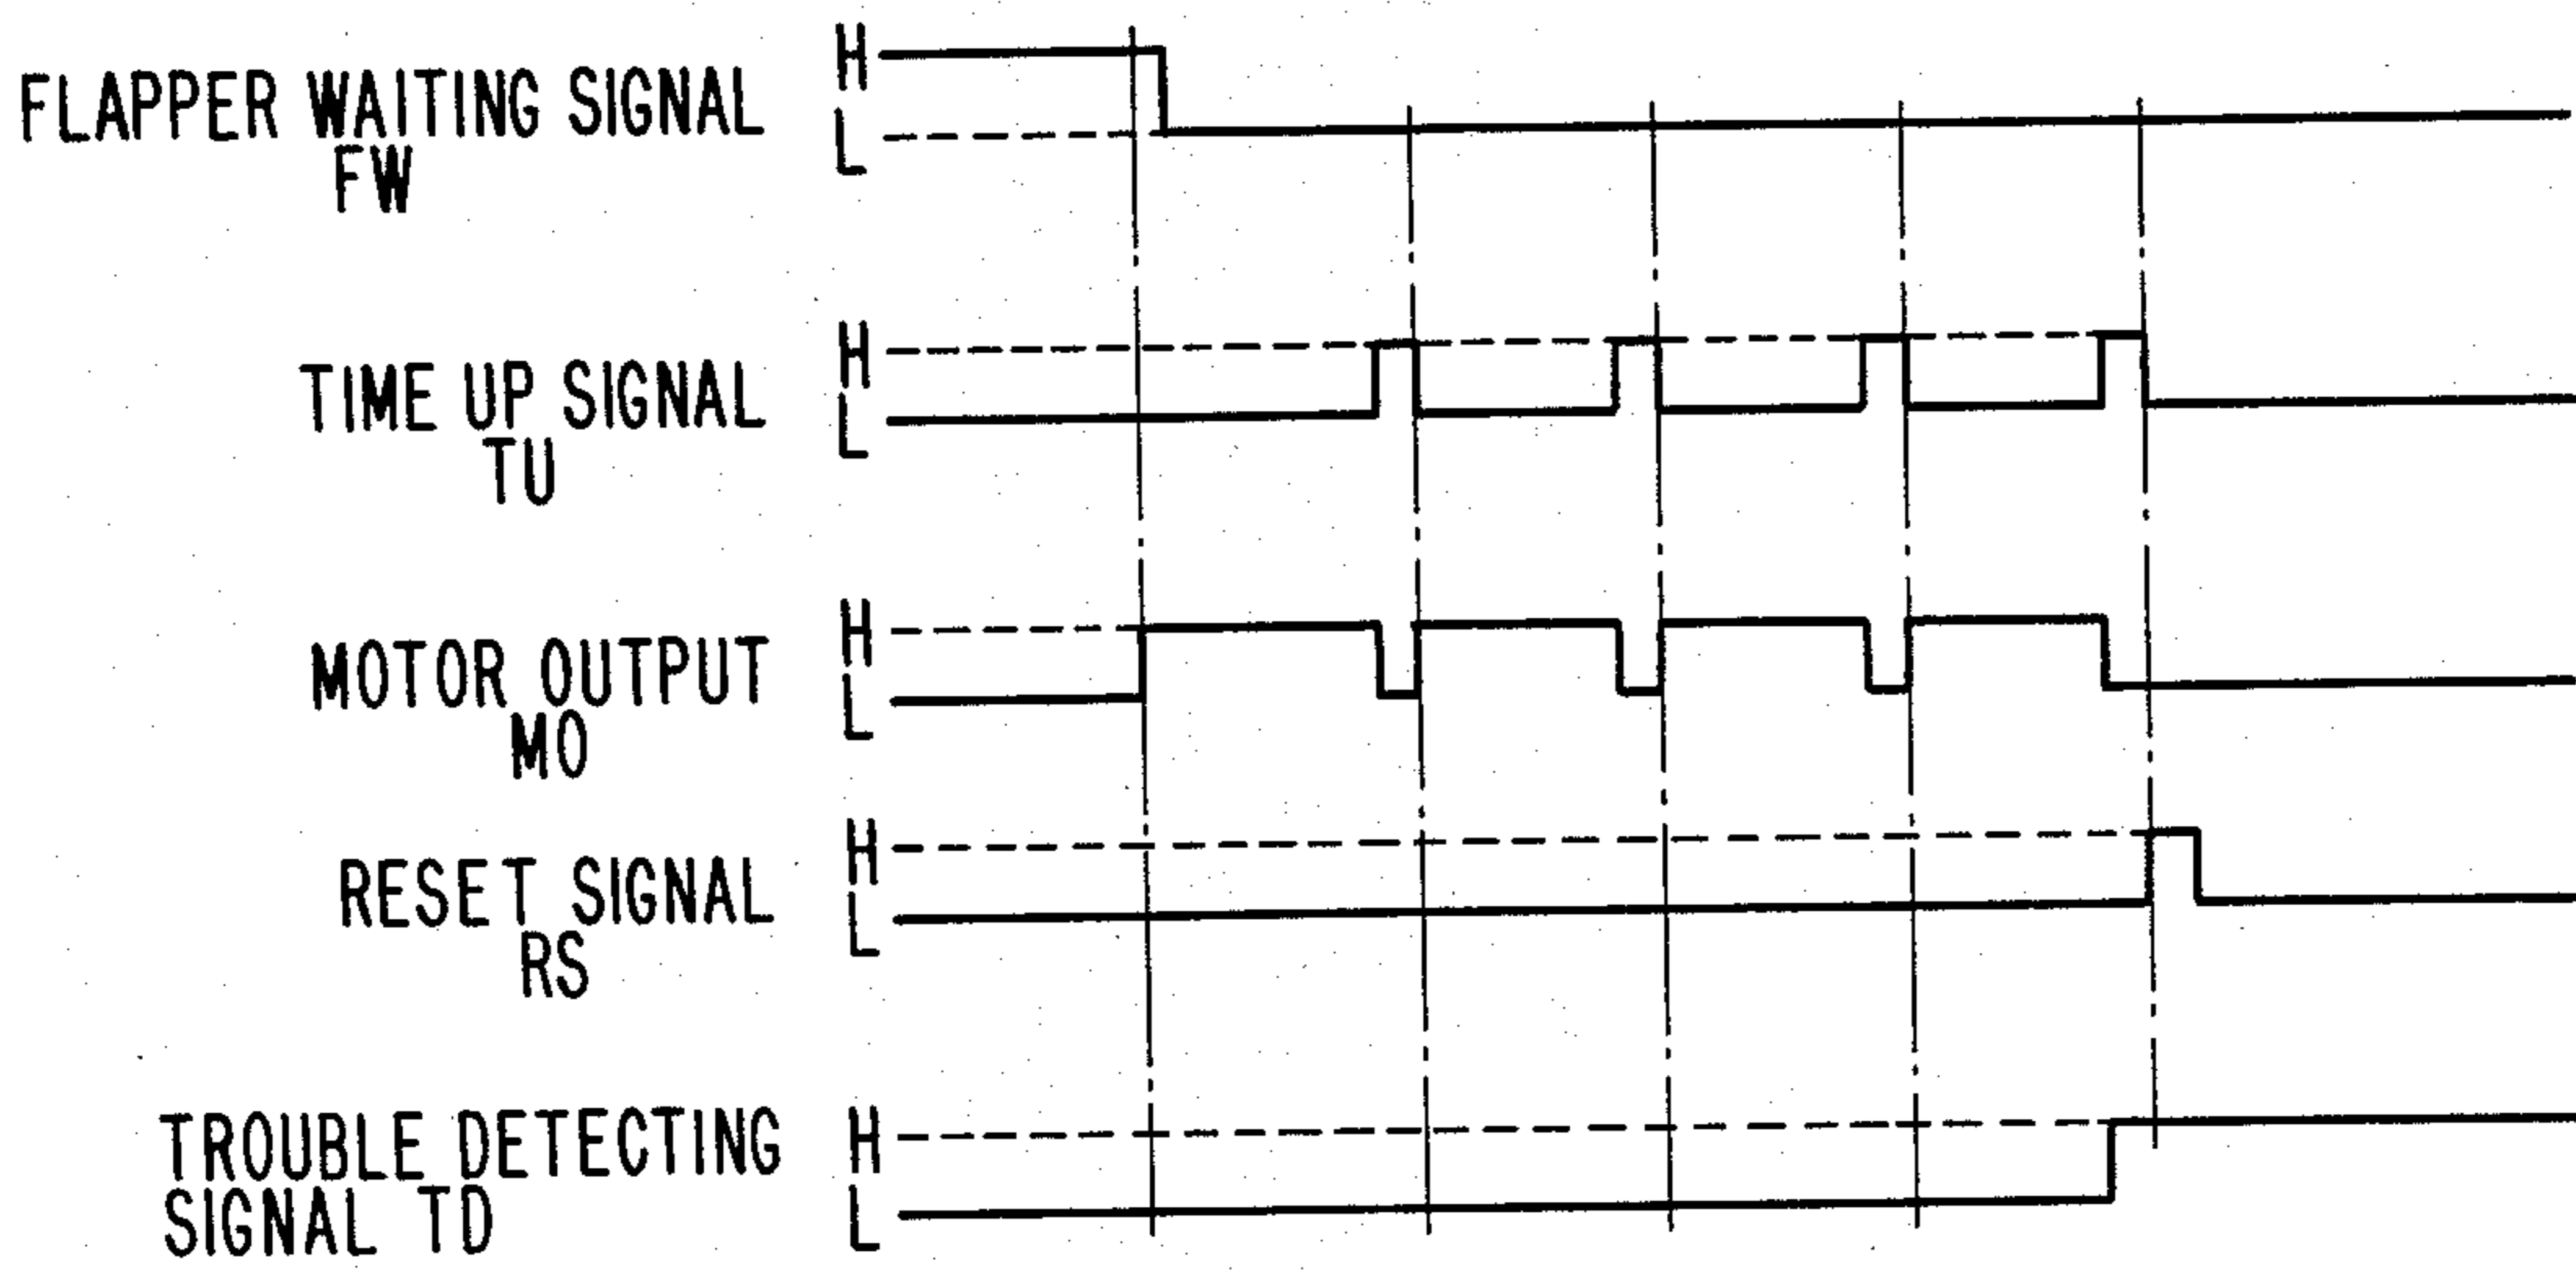 FLAPPER WAITING SIGNAL
FW
H
L
TIME UP SIGNAL
TU
H
L
MOTOR OUTPUT
MO
H
L
RESET SIGNAL
RS
H
L
TROUBLE DETECTING
SIGNAL TD
H
L